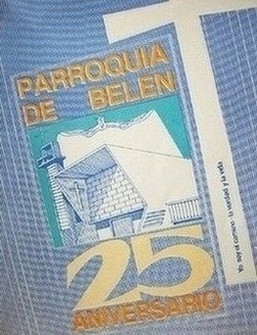 PARROQUIA
DE BELEN
25
ANIVERSARIO
Yo soy el camino - la verdad y la vida